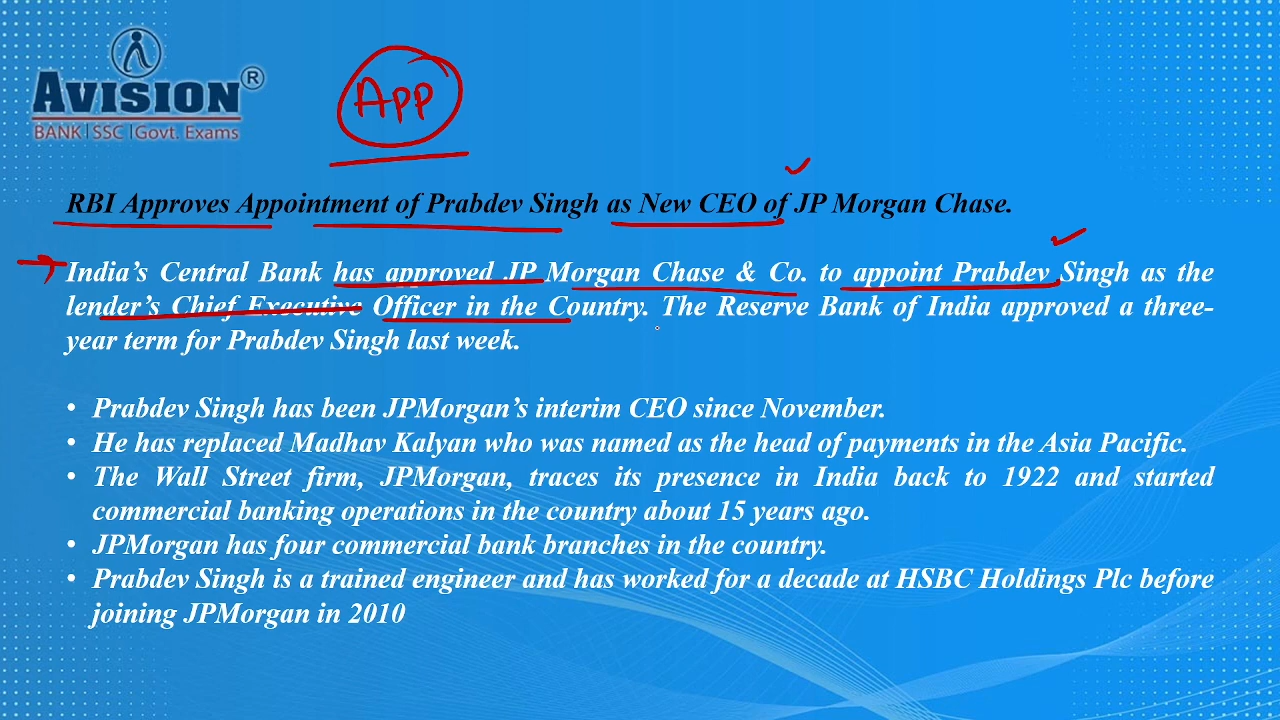 AVISION®
BANK | SSC | Govt. Exams
App
RBI Approves Appointment of Prabdev Singh as New CEO of JP Morgan Chase.
India's Central Bank has approved JP Morgan Chase & Co. to appoint Prabdev Singh as the
lender's Chief Executive Officer in the Country. The Reserve Bank of India approved a three-
year term for Prabdev Singh last week.
• Prabdev Singh has been JPMorgan's interim CEO since November.
• He has replaced Madhav Kalyan who was named as the head of payments in the Asia Pacific.
• The Wall Street firm, JPMorgan, traces its presence in India back to 1922 and started
commercial banking operations in the country about 15 years ago.
• JPMorgan has four commercial bank branches in the country.
• Prabdev Singh is a trained engineer and has worked for a decade at HSBC Holdings Plc before
joining JPMorgan in 2010